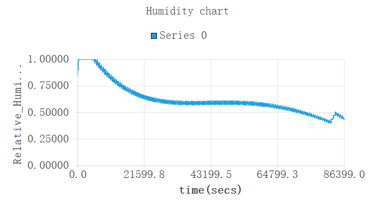 Humidity chart
Series 0
Relative_Humi...
1.00000
0.75000
0.50000
0.25000
0.00000
0.0 21599.8 43199.5 64799.3 86399.0
time(secs)